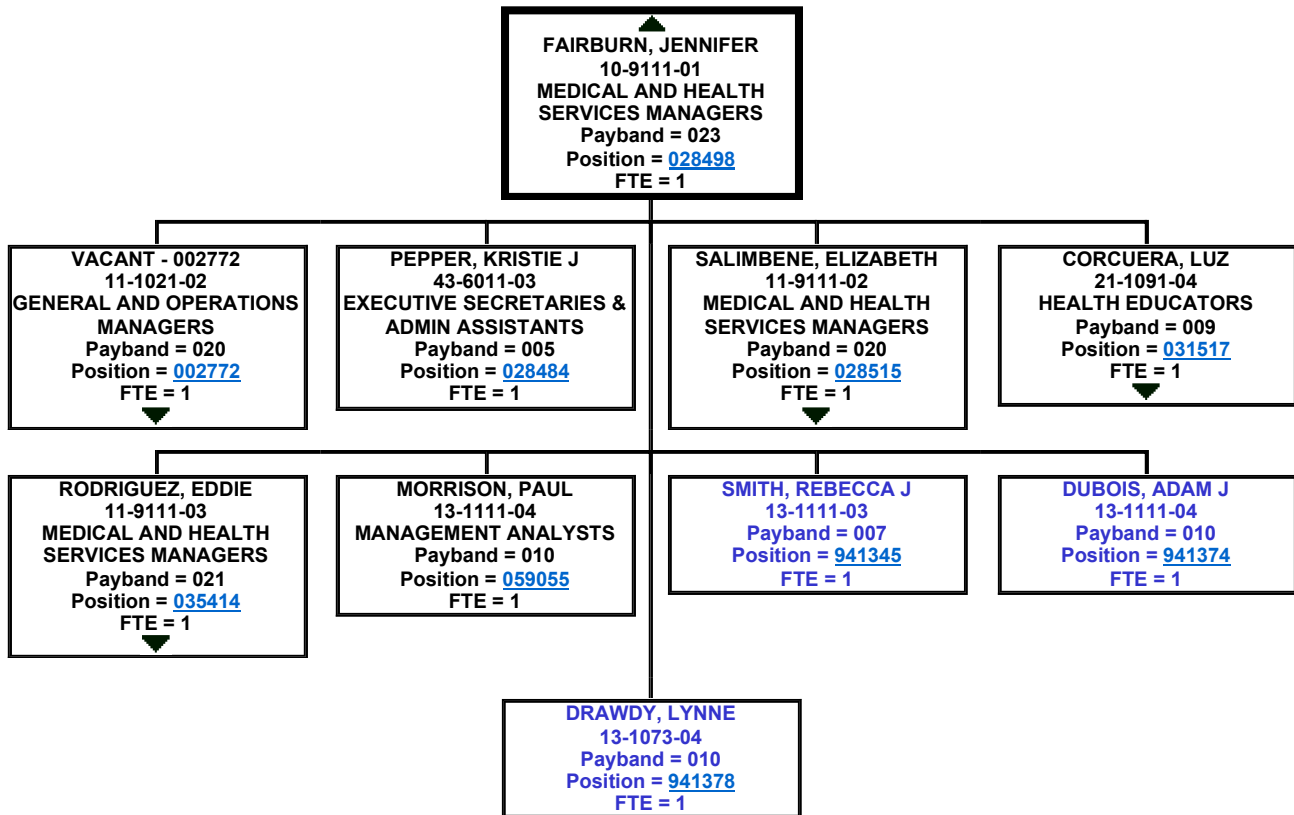 FAIRBURN, JENNIFER
10-9111-01
MEDICAL AND HEALTH
SERVICES MANAGERS
Payband = 023
Position = 028498
FTE = 1
VACANT - 002772
11-1021-02
GENERAL AND OPERATIONS
MANAGERS
Payband = 020
Position = 002772
FTE = 1
PEPPER, KRISTIE J
43-6011-03
EXECUTIVE SECRETARIES &
ADMIN ASSISTANTS
Payband = 005
Position = 028484
FTE = 1
SALIMBENE, ELIZABETH
11-9111-02
MEDICAL AND HEALTH
SERVICES MANAGERS
Payband = 020
Position = 028515
FTE = 1
CORCUERA, LUZ
21-1091-04
HEALTH EDUCATORS
Payband = 009
Position = 031517
FTE = 1
RODRIGUEZ, EDDIE
11-9111-03
MEDICAL AND HEALTH
SERVICES MANAGERS
Payband = 021
Position = 035414
FTE = 1
MORRISON, PAUL
13-1111-04
MANAGEMENT ANALYSTS
Payband = 010
Position = 059055
FTE = 1
SMITH, REBECCA J
13-1111-03
Payband = 007
Position = 941345
FTE = 1
DUBOIS, ADAM J
13-1111-04
Payband = 010
Position = 941374
FTE = 1
DRAWDY, LYNNE
13-1073-04
Payband = 010
Position = 941378
FTE = 1